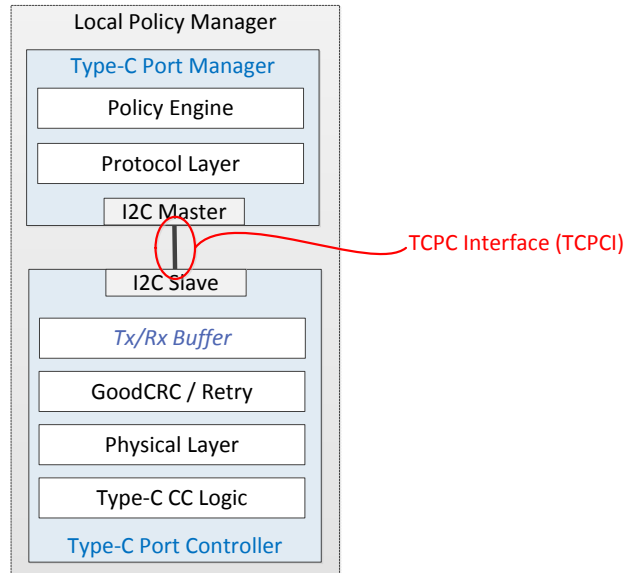 Local Policy Manager
Type-C Port Manager
Policy Engine
Protocol Layer
I2C Master
TCPC Interface (TCPCI)
I2C Slave
Tx/Rx Buffer
GoodCRC / Retry
Physical Layer
Type-C CC Logic
Type-C Port Controller